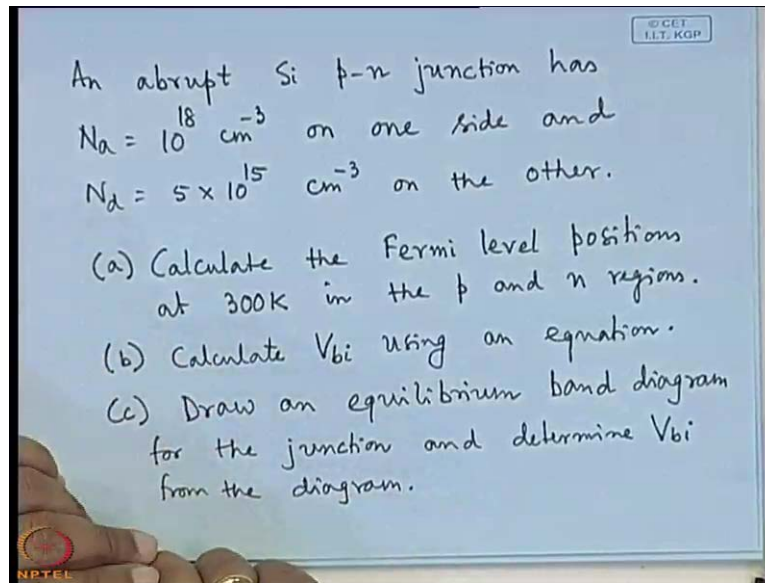 © CET
I.I.T. KGP
An abrupt Si p-n junction has
Na = 10^18 cm^-3 on one side and
Nd = 5 x 10^15 cm^-3 on the other.
(a) Calculate the Fermi level positions
at 300K in the p and n regions.
(b) Calculate Vbi using an equation.
(c) Draw an equilibrium band diagram
for the junction and determine Vbi
from the diagram.
NPTEL